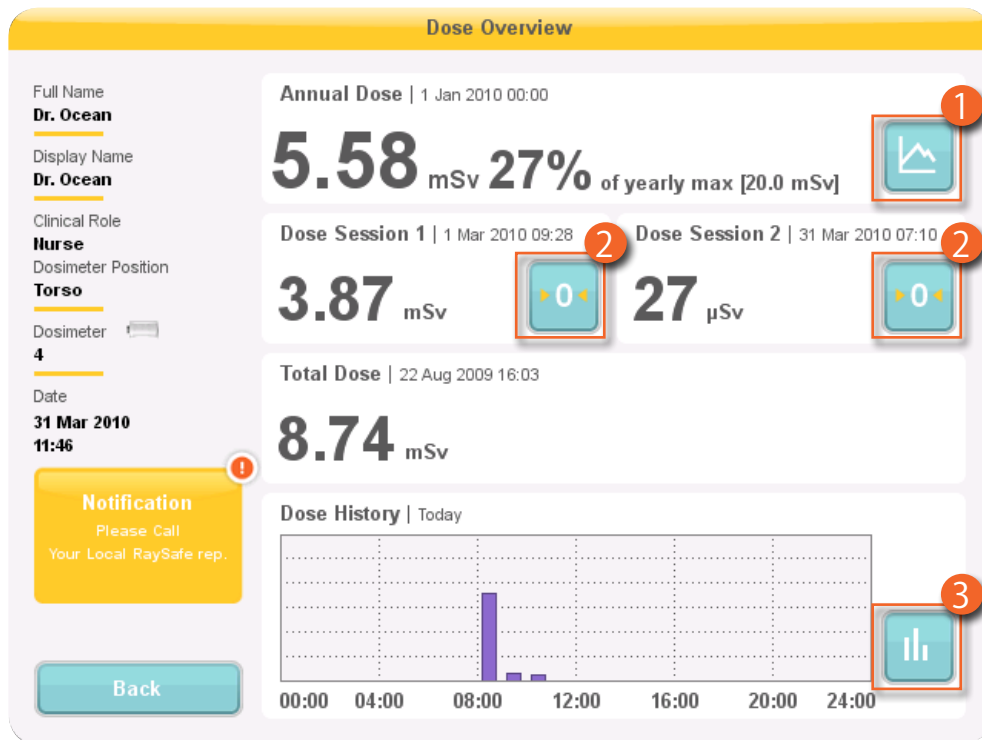 Dose Overview
Full Name
Dr. Ocean
Display Name
Dr. Ocean
Clinical Role
Nurse
Dosimeter Position
Torso
Dosimeter
4
Date
31 Mar 2010
11:46
Notification
Please Call
Your Local RaySafe rep.
Back
Annual Dose | 1 Jan 2010 00:00
1
5.58 mSv 27% of yearly max [20.0 mSv]
Dose Session 1 | 1 Mar 2010 09:28
2
3.87 mSv
0
Dose Session 2 | 31 Mar 2010 07:10
2
27 µSv
0
Total Dose | 22 Aug 2009 16:03
8.74 mSv
Dose History | Today
3
00:00 04:00 08:00 12:00 16:00 20:00 24:00